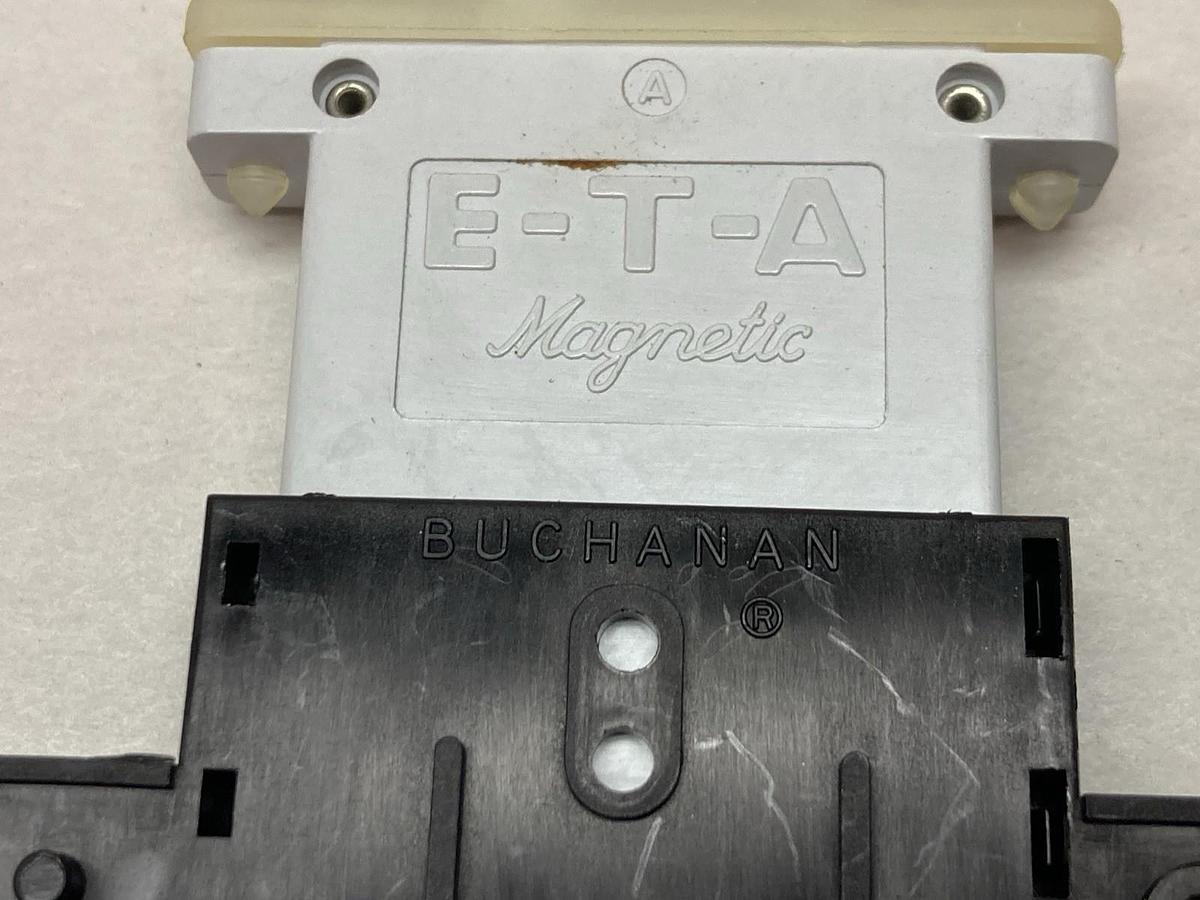 A
E-T-A
Magnetic
BUCHANAN
®